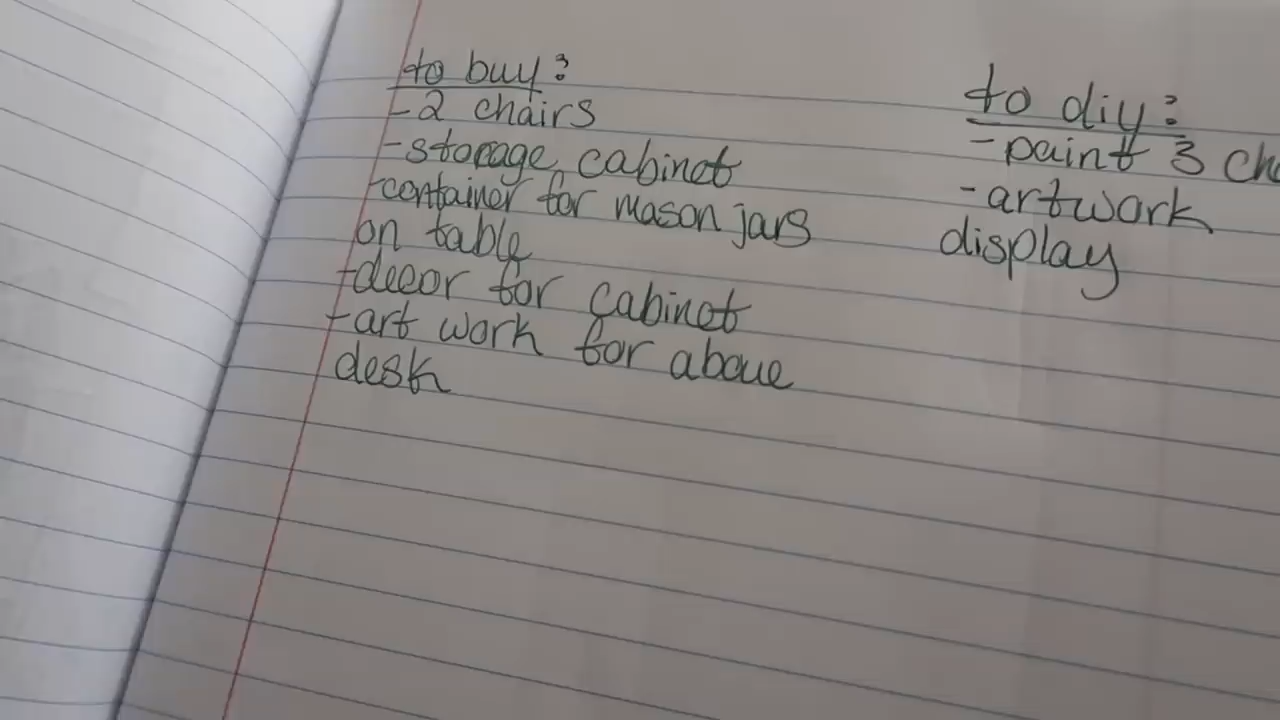 to buy:
-2 chairs
-storage cabinet
-container for mason jars
on table
-decor for cabinet
-art work for above
desk
to diy:
-paint 3
-artwork
display